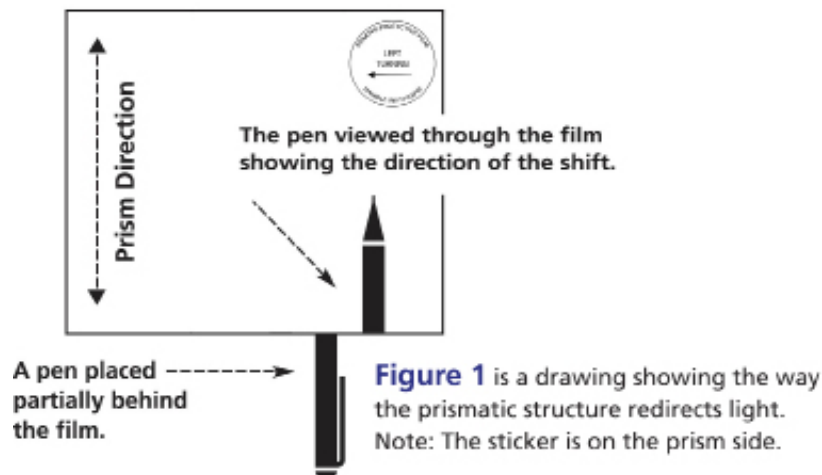 LEFT
TURNING
Prism Direction
The pen viewed through the film
showing the direction of the shift.
A pen placed
partially behind
the film.
Figure 1 is a drawing showing the way
the prismatic structure redirects light.
Note: The sticker is on the prism side.